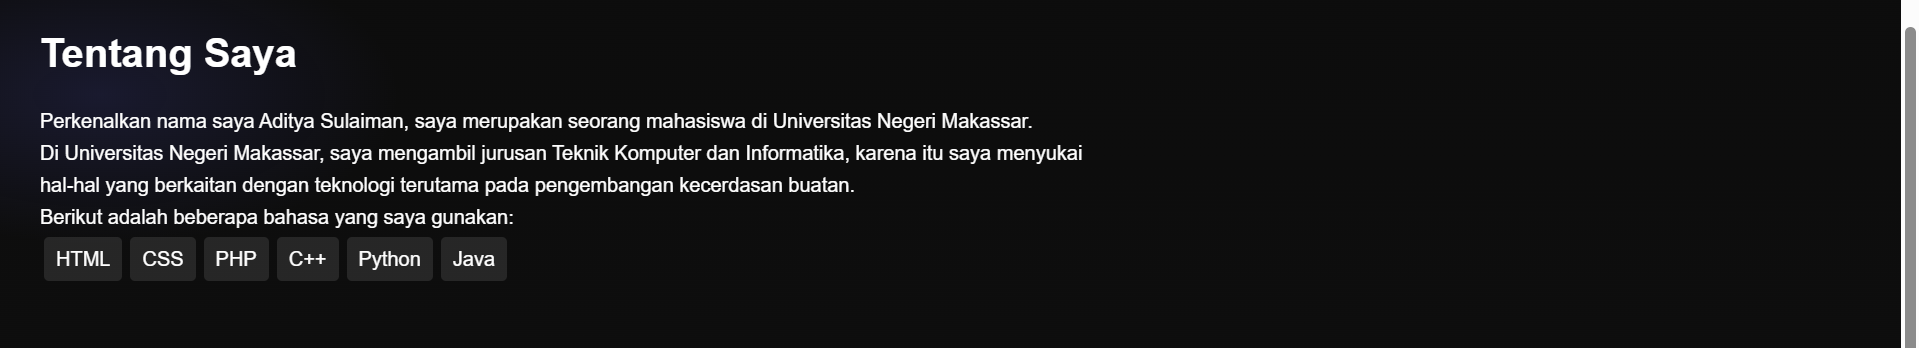 Tentang Saya
Perkenalkan nama saya Aditya Sulaiman, saya merupakan seorang mahasiswa di Universitas Negeri Makassar.
Di Universitas Negeri Makassar, saya mengambil jurusan Teknik Komputer dan Informatika, karena itu saya menyukai
hal-hal yang berkaitan dengan teknologi terutama pada pengembangan kecerdasan buatan.
Berikut adalah beberapa bahasa yang saya gunakan:
HTML CSS PHP C++ Python Java